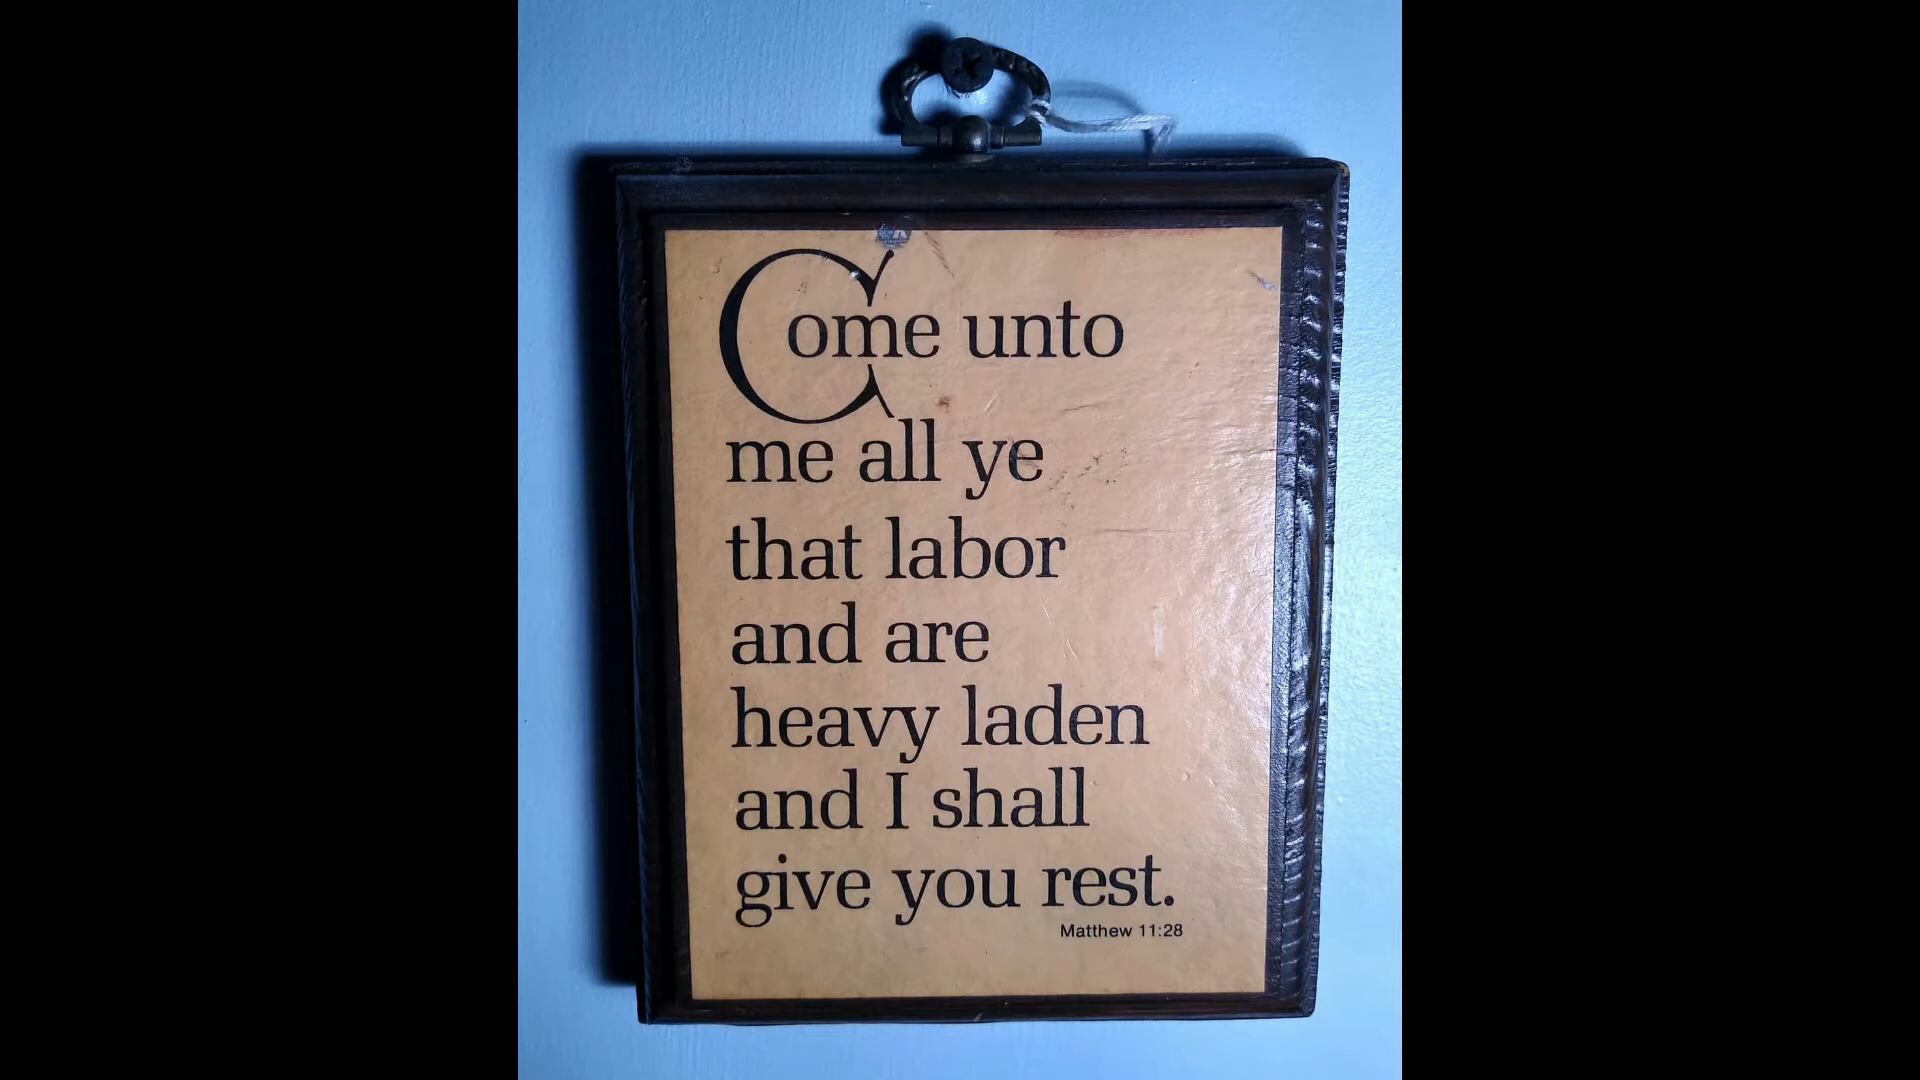 Come unto
me all ye
that labor
and are
heavy laden
and I shall
give you rest.
Matthew 11:28